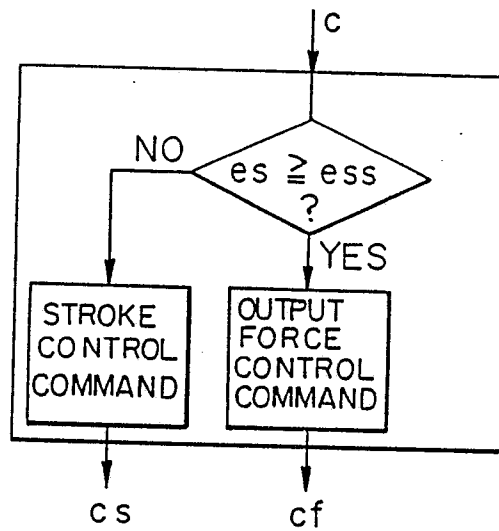 c
NO
es ≧ ess
?
YES
STROKE
CONTROL
COMMAND
OUTPUT
FORCE
CONTROL
COMMAND
cs
cf